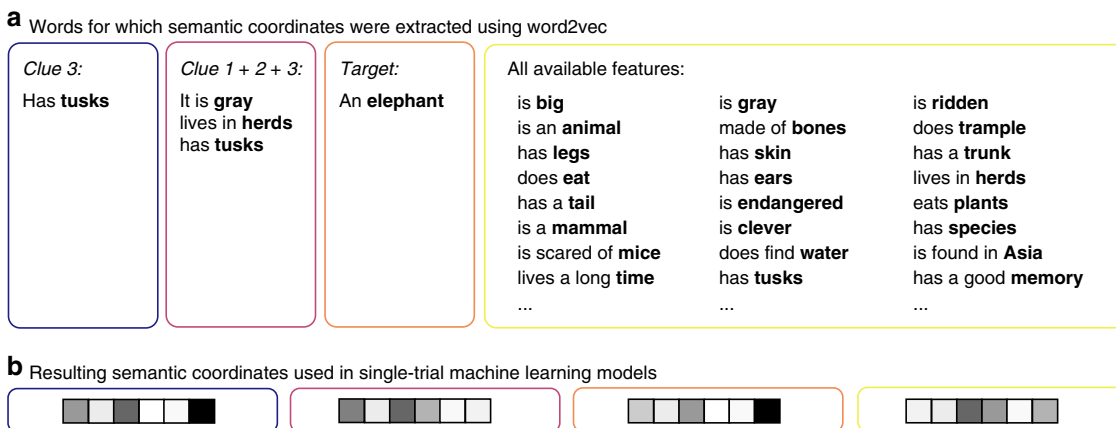 a Words for which semantic coordinates were extracted using word2vec
Clue 3:
Has tusks
Clue 1 + 2 + 3:
It is gray
lives in herds
has tusks
Target:
An elephant
All available features:
is big
is an animal
has legs
does eat
has a tail
is a mammal
is scared of mice
lives a long time
...
is gray
made of bones
has skin
has ears
is endangered
is clever
does find water
has tusks
...
is ridden
does trample
has a trunk
lives in herds
eats plants
has species
is found in Asia
has a good memory
...
b Resulting semantic coordinates used in single-trial machine learning models